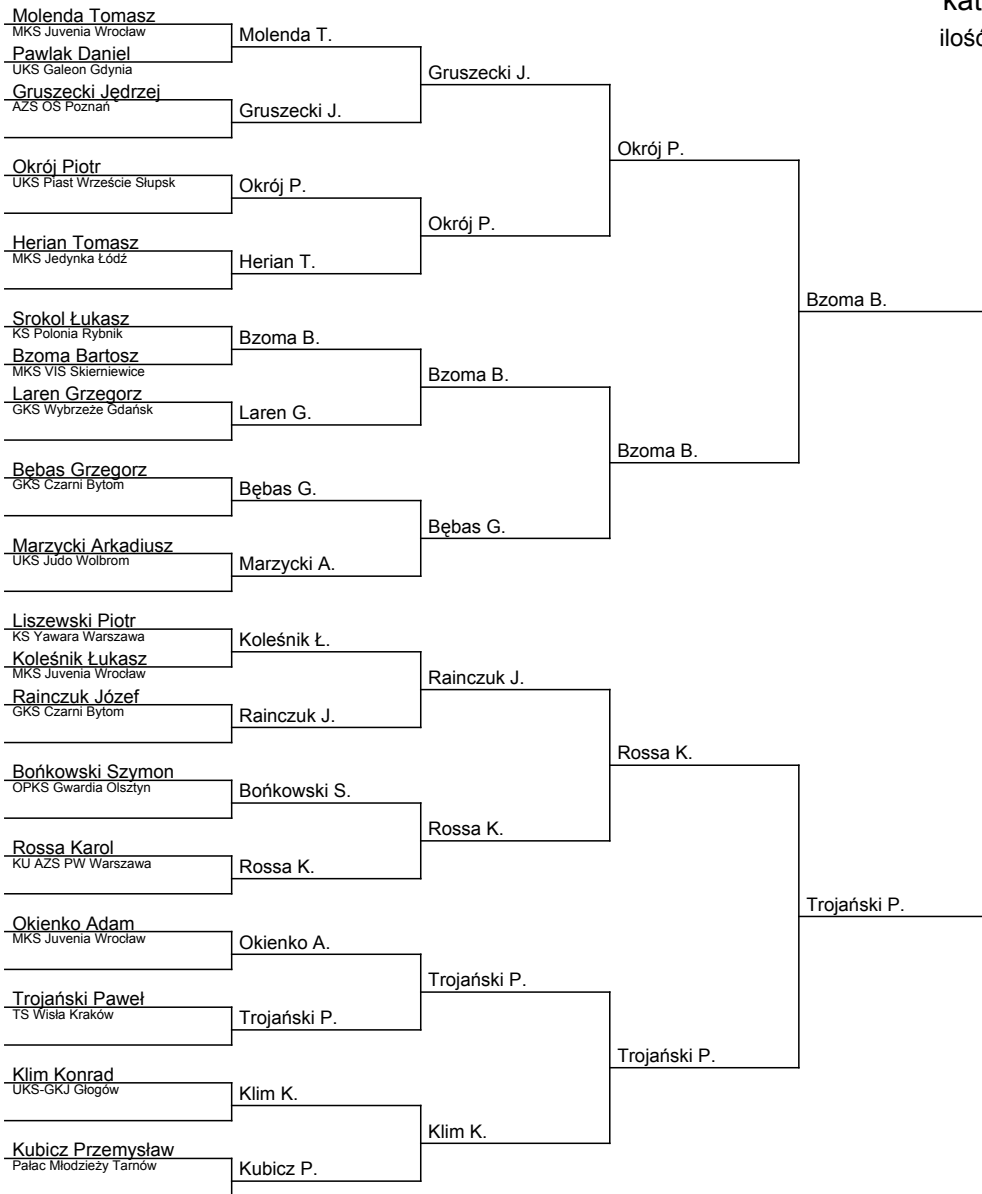 kat
ilość
Molenda Tomasz
MKS Juvenia Wrocław
Pawlak Daniel
UKS Galeon Gdynia
Gruszecki Jędrzej
AZS OŚ Poznań
Okrój Piotr
UKS Piast Wrzeście Słupsk
Herian Tomasz
MKS Jedynka Łódź
Srokol Łukasz
KS Polonia Rybnik
Bzoma Bartosz
MKS VIS Skierniewice
Laren Grzegorz
GKS Wybrzeże Gdańsk
Bębas Grzegorz
GKS Czarni Bytom
Marzycki Arkadiusz
UKS Judo Wolbrom
Liszewski Piotr
KS Yawara Warszawa
Koleśnik Łukasz
MKS Juvenia Wrocław
Rainczuk Józef
GKS Czarni Bytom
Bońkowski Szymon
OPKS Gwardia Olsztyn
Rossa Karol
KU AZS PW Warszawa
Okienko Adam
MKS Juvenia Wrocław
Trojański Paweł
TS Wisła Kraków
Klim Konrad
UKS-GKJ Głogów
Kubicz Przemysław
Pałac Młodzieży Tarnów
Molenda T.
Gruszecki J.
Okrój P.
Herian T.
Bzoma B.
Laren G.
Bębas G.
Marzycki A.
Koleśnik Ł.
Rainczuk J.
Bońkowski S.
Rossa K.
Okienko A.
Trojański P.
Klim K.
Kubicz P.
Gruszecki J.
Okrój P.
Bzoma B.
Bębas G.
Rainczuk J.
Rossa K.
Trojański P.
Klim K.
Okrój P.
Bzoma B.
Rossa K.
Trojański P.
Bzoma B.
Trojański P.